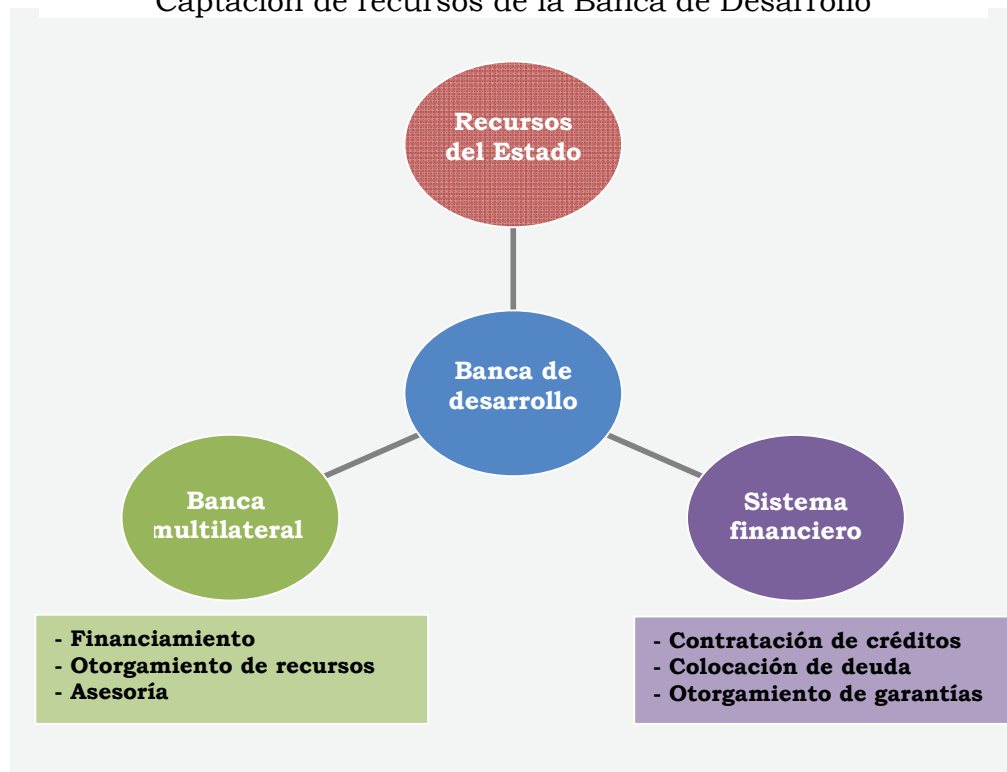 Captación de recursos de la Banca de Desarrollo
Recursos
del Estado
Banca de
desarrollo
Banca
multilateral
Sistema
financiero
- Financiamiento
- Otorgamiento de recursos
- Asesoría
- Contratación de créditos
- Colocación de deuda
- Otorgamiento de garantías